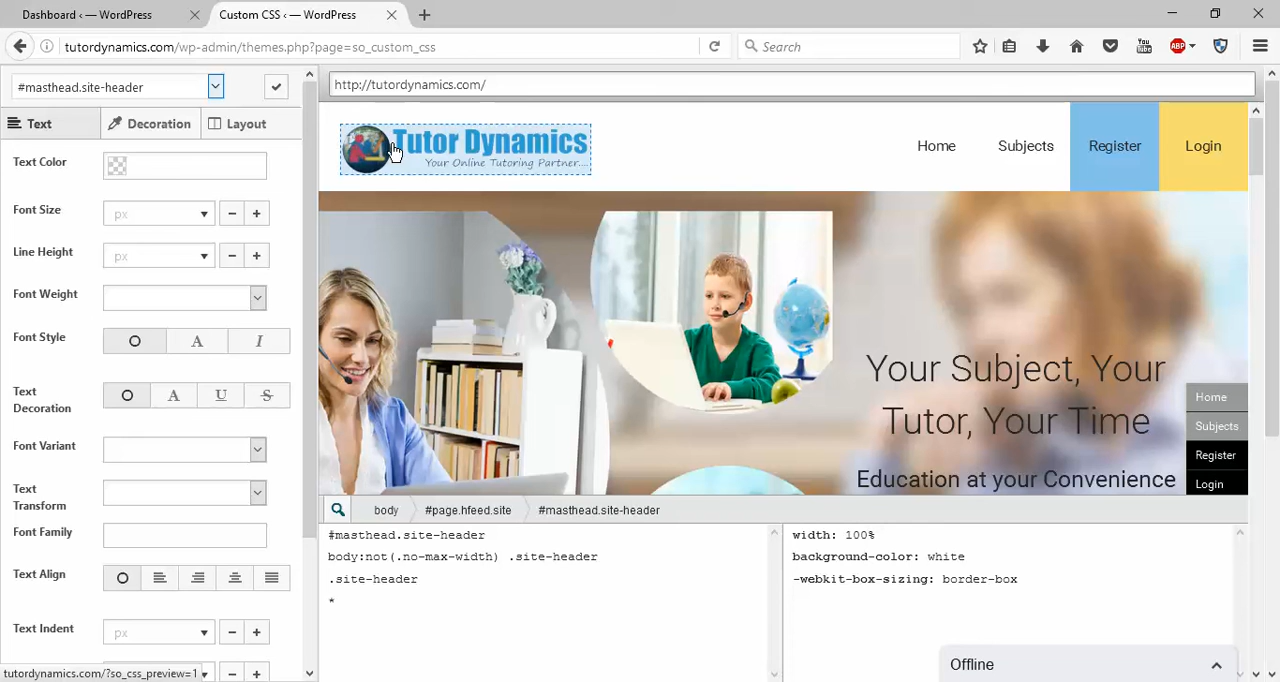 Dashboard ‹ — WordPress
Custom CSS ‹ — WordPress
tutordynamics.com/wp-admin/themes.php?page=so_custom_css
Search
You Tube
ABP
#masthead.site-header
http://tutordynamics.com/
Text
Decoration
Layout
Text Color
Font Size
px
Line Height
px
Font Weight
Font Style
A
I
Text Decoration
A
U
S
Font Variant
Text Transform
Font Family
Text Align
Text Indent
px
tutordynamics.com/?so_css_preview=1
Tutor Dynamics
Your Online Tutoring Partner....
Home
Subjects
Register
Login
Your Subject, Your
Tutor, Your Time
Education at your Convenience
Home
Subjects
Register
Login
body
#page.hfeed.site
#masthead.site-header
#masthead.site-header
body:not(.no-max-width) .site-header
.site-header
*
width: 100%
background-color: white
-webkit-box-sizing: border-box
Offline